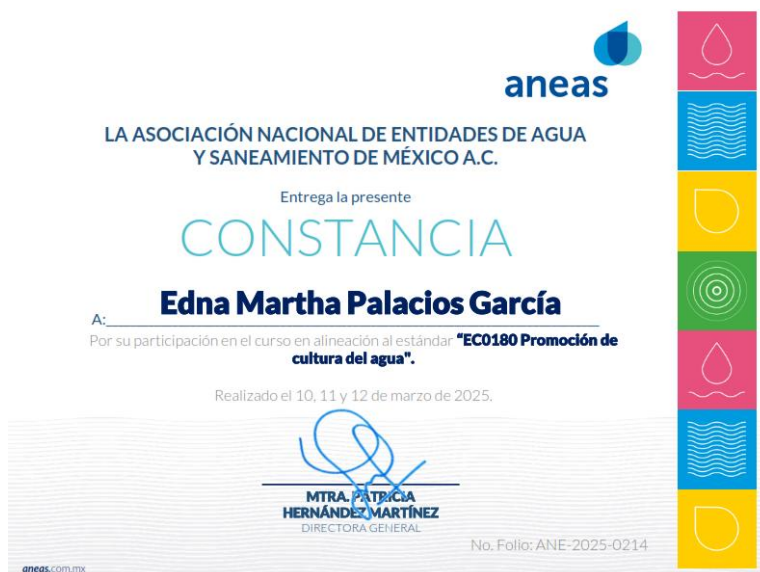 aneas
LA ASOCIACIÓN NACIONAL DE ENTIDADES DE AGUA
Y SANEAMIENTO DE MÉXICO A.C.
Entrega la presente
CONSTANCIA
Edna Martha Palacios García
A:
Por su participación en el curso en alineación al estándar “EC0180 Promoción de
cultura del agua".
Realizado el 10, 11 y 12 de marzo de 2025.
MTRA. PATRICIA
HERNÁNDEZ MARTÍNEZ
DIRECTORA GENERAL
No. Folio: ANE-2025-0214
aneas.com.mx